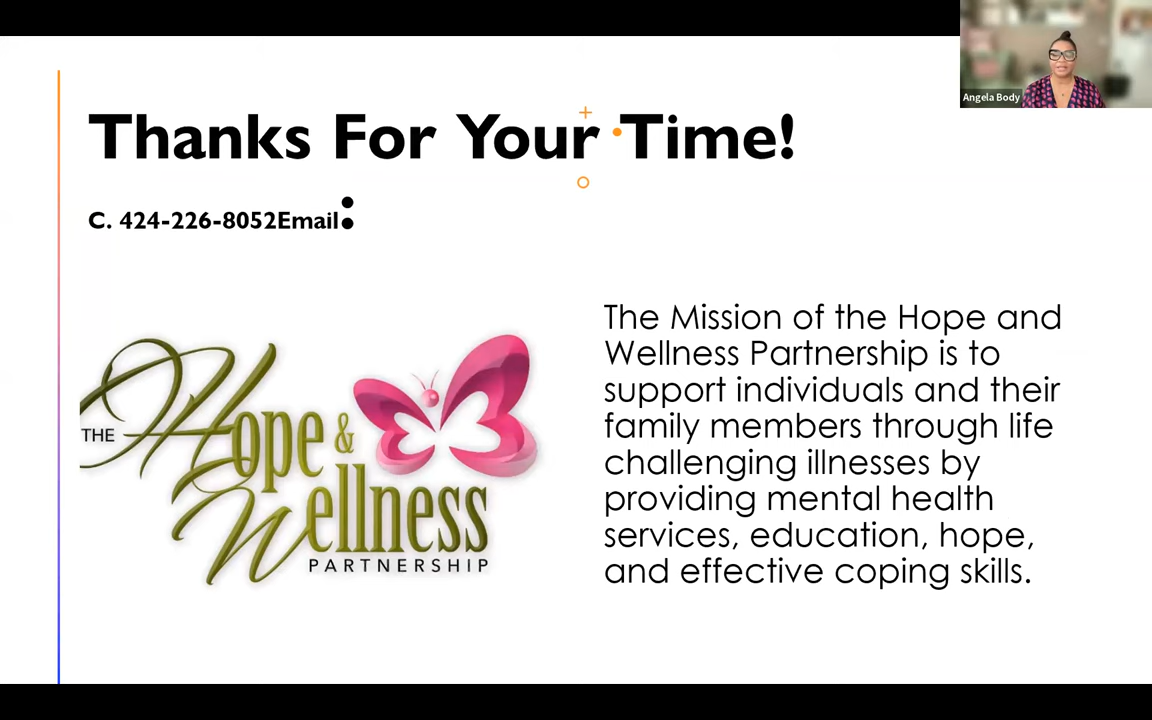 Angela Body
Thanks For Your Time!
C. 424-226-8052Email:
THE Hope &
Wellness
PARTNERSHIP
The Mission of the Hope and
Wellness Partnership is to
support individuals and their
family members through life
challenging illnesses by
providing mental health
services, education, hope,
and effective coping skills.